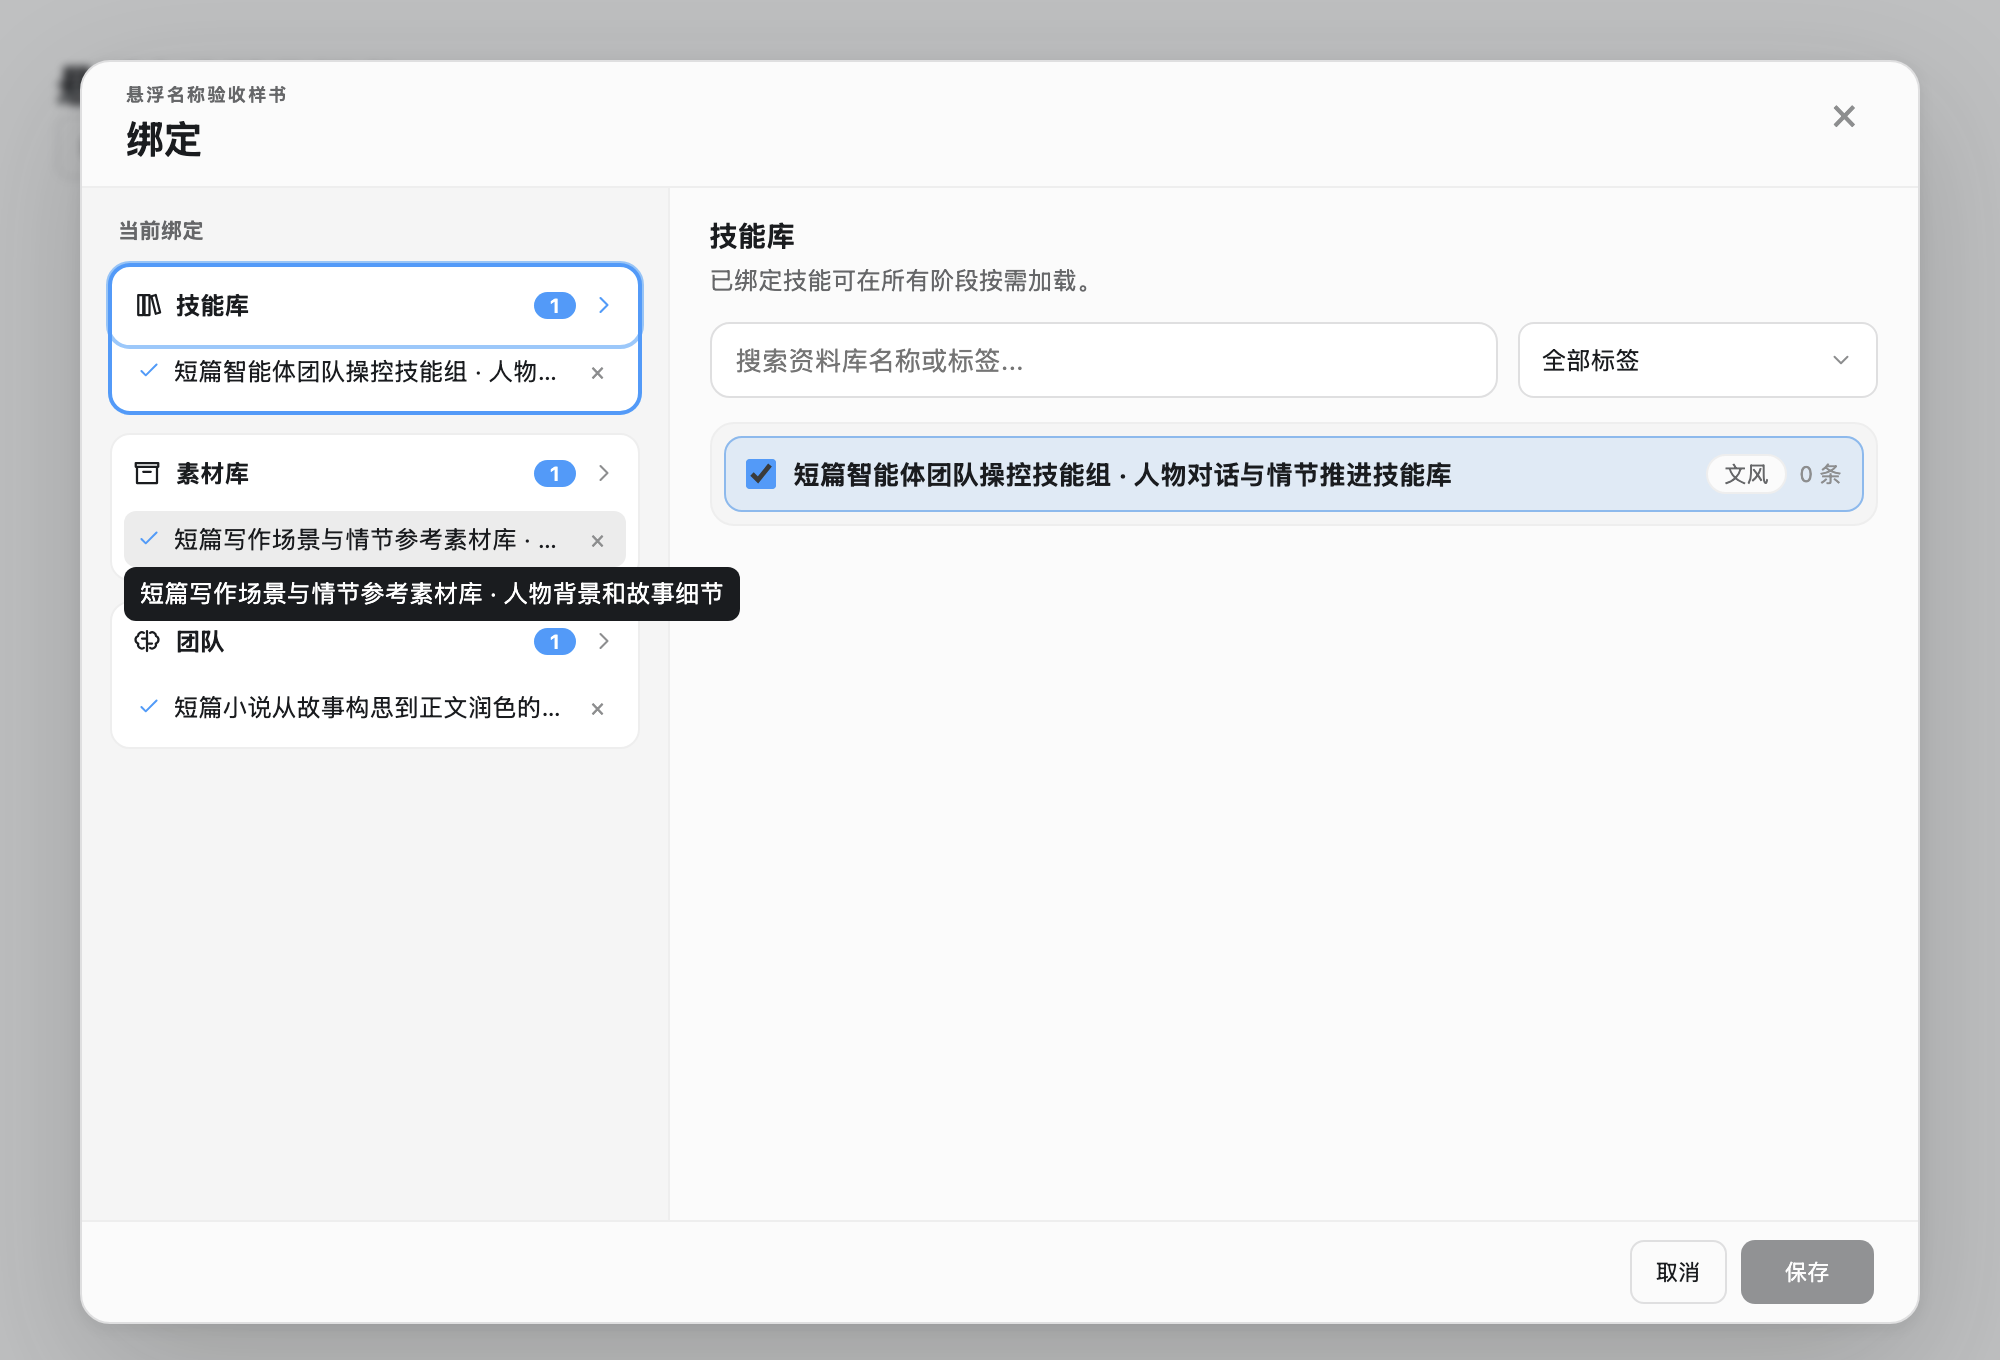 悬浮名称验收样书
绑定
当前绑定
技能库
1
短篇智能体团队操控技能组 · 人物...
素材库
1
短篇写作场景与情节参考素材库 · ...
短篇写作场景与情节参考素材库 · 人物背景和故事细节
团队
1
短篇小说从故事构思到正文润色的...
技能库
已绑定技能可在所有阶段按需加载。
搜索资料库名称或标签...
全部标签
短篇智能体团队操控技能组 · 人物对话与情节推进技能库
文风
0 条
取消
保存